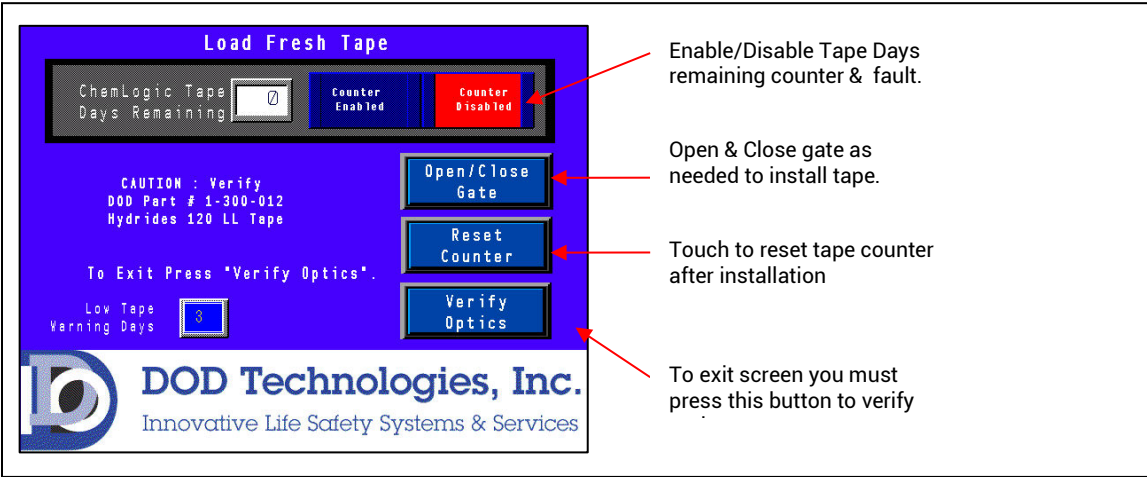 Load Fresh Tape
ChemLogic Tape
Days Remaining
0
Counter
Enabled
Counter
Disabled
Enable/Disable Tape Days
remaining counter & fault.
CAUTION : Verify
DOD Part # 1-300-012
Hydrides 120 LL Tape
Open/Close
Gate
Open & Close gate as
needed to install tape.
Reset
Counter
Touch to reset tape counter
after installation
To Exit Press "Verify Optics".
Low Tape
Warning Days
3
Verify
Optics
To exit screen you must
press this button to verify
DOD Technologies, Inc.
Innovative Life Safety Systems & Services